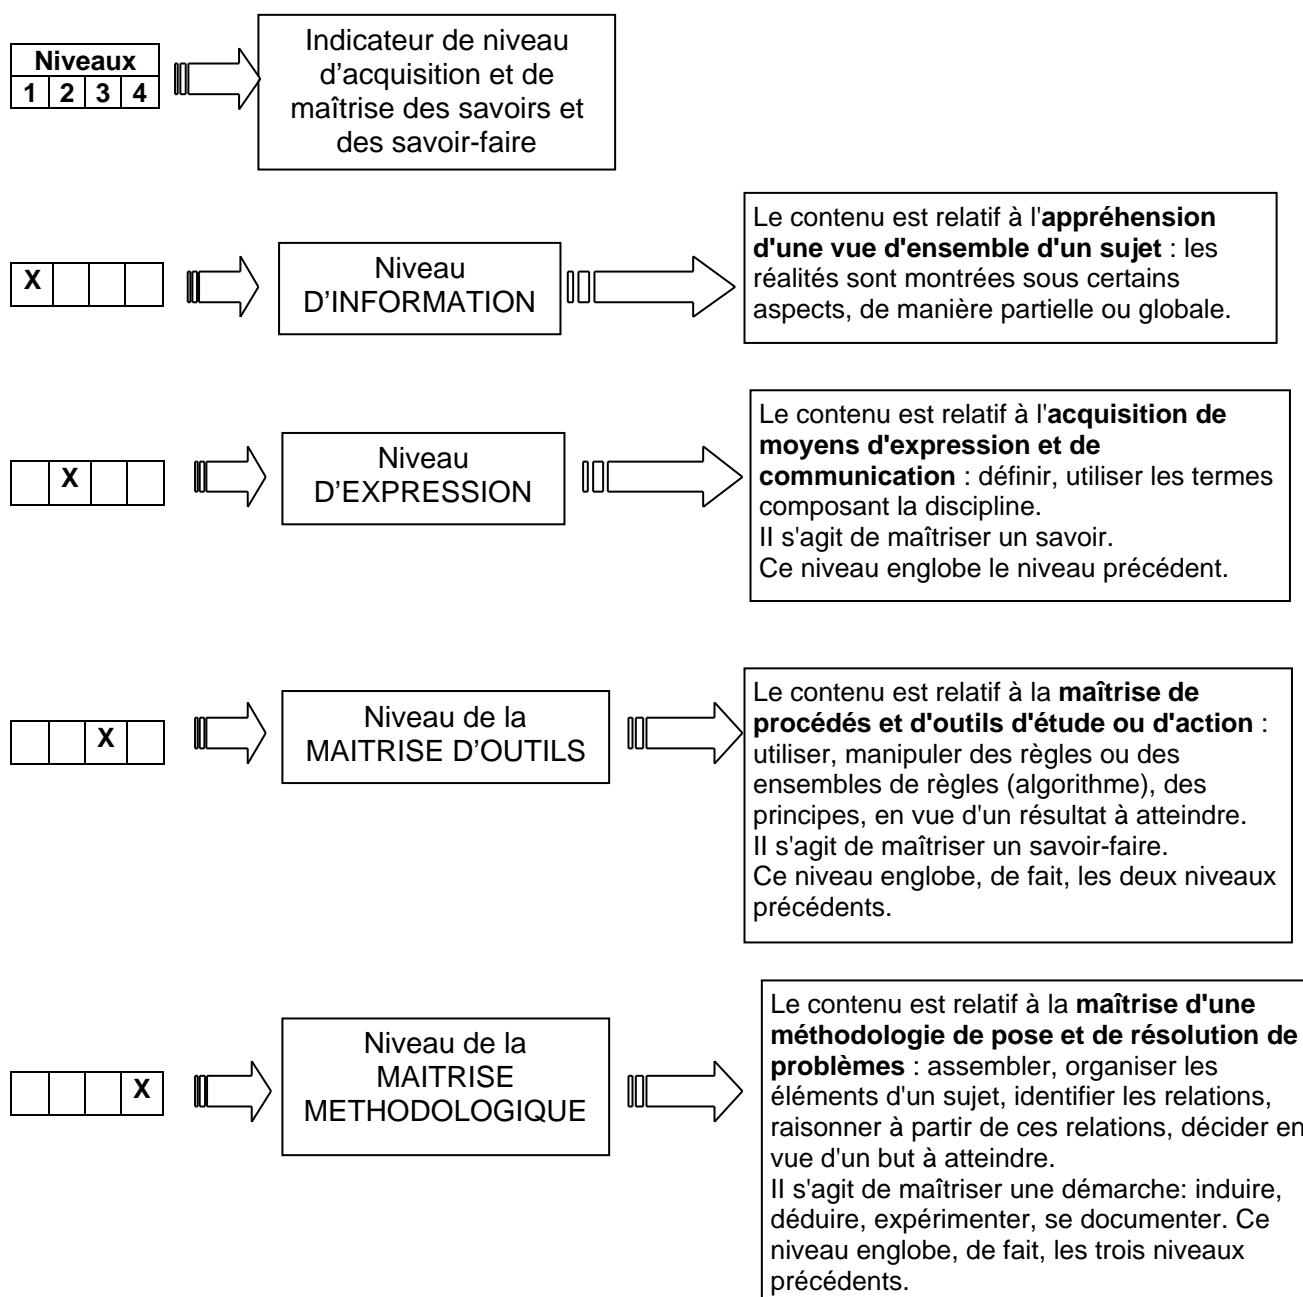 Niveaux
1 2 3 4
Indicateur de niveau
d'acquisition et de
maîtrise des savoirs et
des savoir-faire
X
Niveau
D'INFORMATION
Le contenu est relatif à l'appréhension
d'une vue d'ensemble d'un sujet : les
réalités sont montrées sous certains
aspects, de manière partielle ou globale.
X
Niveau
D'EXPRESSION
Le contenu est relatif à l'acquisition de
moyens d'expression et de
communication : définir, utiliser les termes
composant la discipline.
II s'agit de maîtriser un savoir.
Ce niveau englobe le niveau précédent.
X
Niveau de la
MAITRISE D'OUTILS
Le contenu est relatif à la maîtrise de
procédés et d'outils d'étude ou d'action :
utiliser, manipuler des règles ou des
ensembles de règles (algorithme), des
principes, en vue d'un résultat à atteindre.
II s'agit de maîtriser un savoir-faire.
Ce niveau englobe, de fait, les deux niveaux
précédents.
X
Niveau de la
MAITRISE
METHODOLOGIQUE
Le contenu est relatif à la maîtrise d'une
méthodologie de pose et de résolution de
problèmes : assembler, organiser les
éléments d'un sujet, identifier les relations,
raisonner à partir de ces relations, décider en
vue d'un but à atteindre.
II s'agit de maîtriser une démarche: induire,
déduire, expérimenter, se documenter. Ce
niveau englobe, de fait, les trois niveaux
précédents.